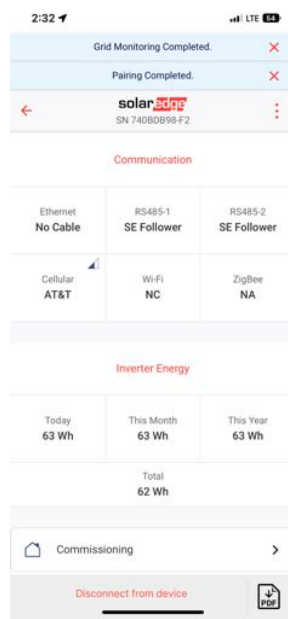 2:32
LTE 54
Grid Monitoring Completed.
Pairing Completed.
solaredge
SN 740BDB98-F2
Communication
Ethernet RS485-1 RS485-2
No Cable SE Follower SE Follower
Cellular Wi-Fi ZigBee
AT&T NC NA
Inverter Energy
Today This Month This Year
63 Wh 63 Wh 63 Wh
Total
62 Wh
Commissioning
Disconnect from device
PDF